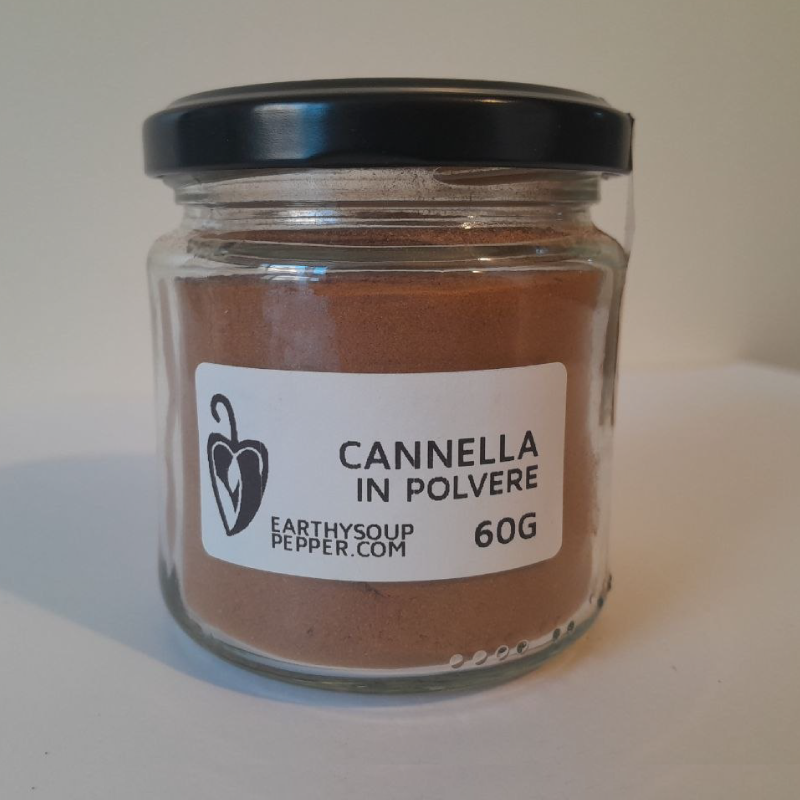 CANNELLA
IN POLVERE
EARTHYSOUP
PEPPER.COM
60G